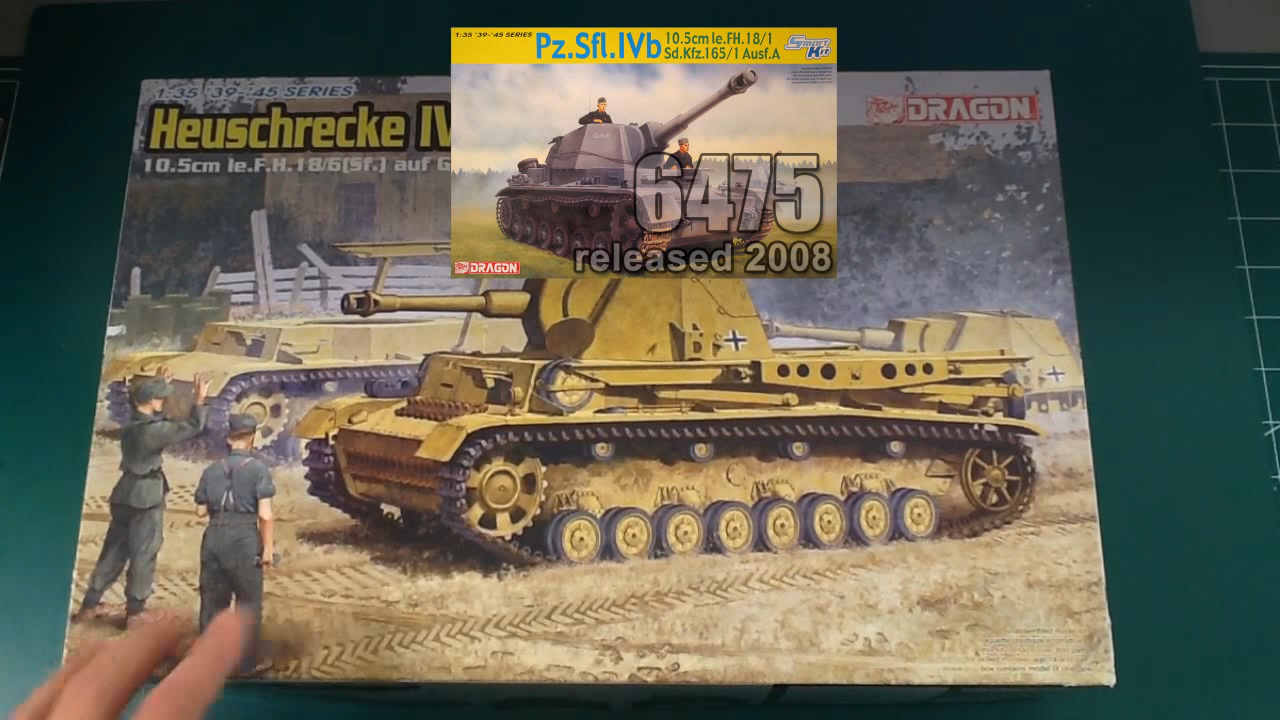 1:35 '39-'45 SERIES
Pz.Sfl.IVb
10.5cm le.FH.18/1
Sd.Kfz.165/1 Ausf.A
Smart Kit
6475
released 2008
DRAGON
1:35 '39-'45 SERIES
Heuschrecke IV
10.5cm le.F.H.18/6(Sf.) auf G
DRAGON